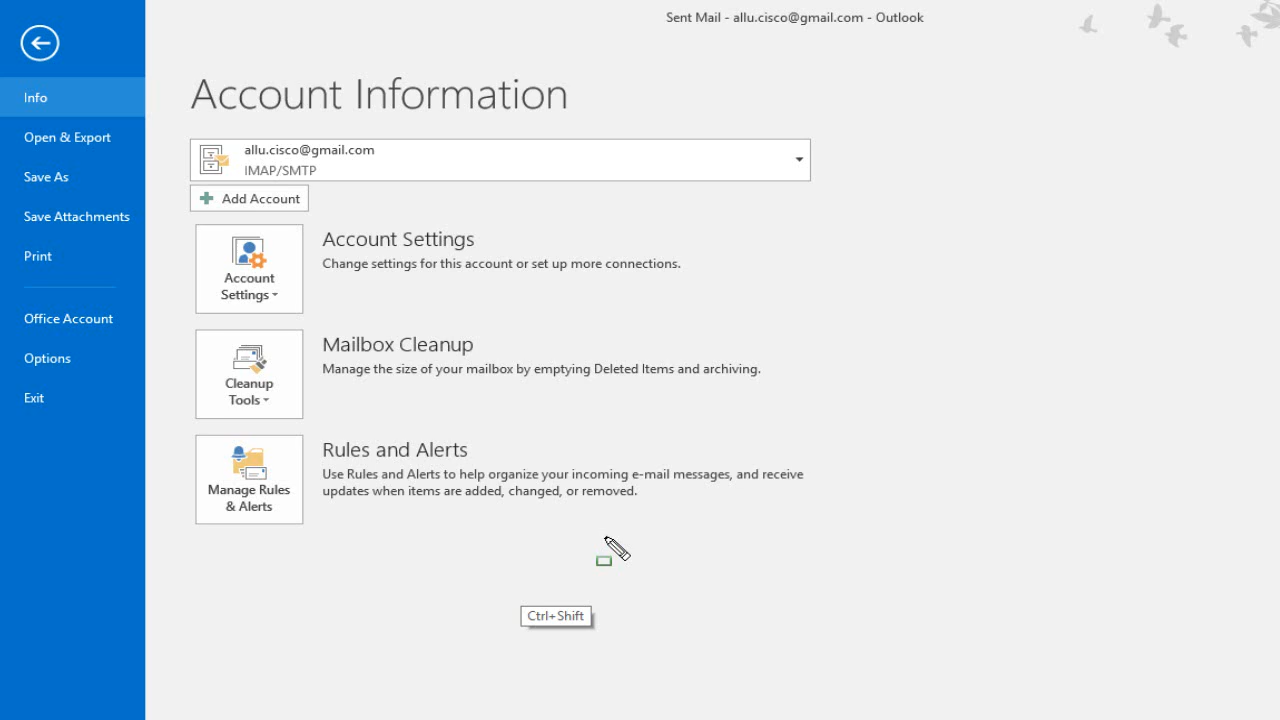 Sent Mail - allu.cisco@gmail.com - Outlook
Info
Open & Export
Save As
Save Attachments
Print
Office Account
Options
Exit
Account Information
allu.cisco@gmail.com
IMAP/SMTP
Add Account
Account
Settings
Account Settings
Change settings for this account or set up more connections.
Cleanup
Tools
Mailbox Cleanup
Manage the size of your mailbox by emptying Deleted Items and archiving.
Manage Rules
& Alerts
Rules and Alerts
Use Rules and Alerts to help organize your incoming e-mail messages, and receive
updates when items are added, changed, or removed.
Ctrl+Shift